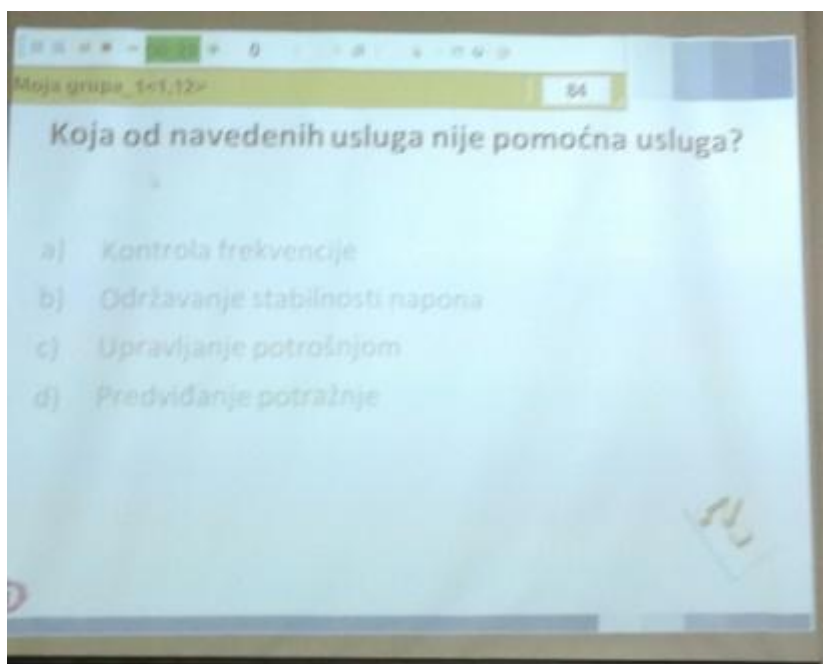 0
Moja grupa_1<1,12>
84
Koja od navedenih usluga nije pomoćna usluga?
a) Kontrola frekvencije
b) Održavanje stabilnosti napona
c) Upravljanje potrošnjom
d) Predviđanje potražnje